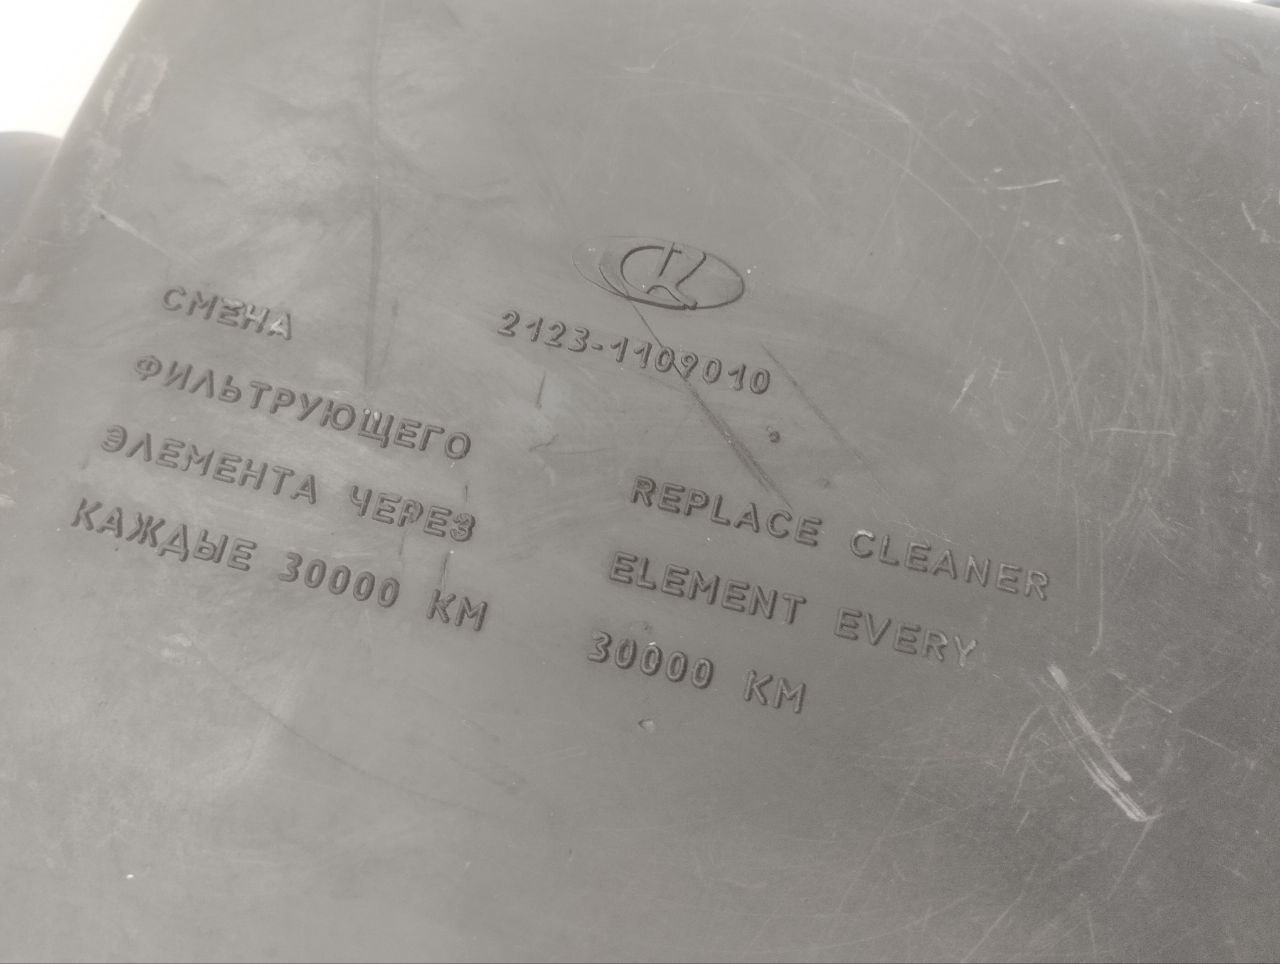 2123-1109010
СМЕНА
ФИЛЬТРУЮЩЕГО
ЭЛЕМЕНТА ЧЕРЕЗ
КАЖДЫЕ 30000 КМ
REPLACE CLEANER
ELEMENT EVERY
30000 KM